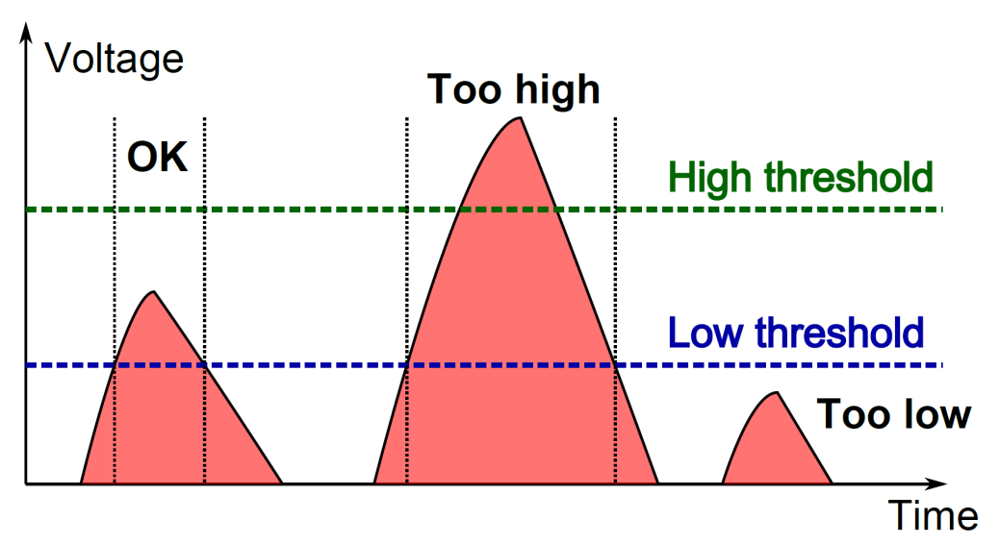 Voltage
Too high
OK
High threshold
Low threshold
Too low
Time